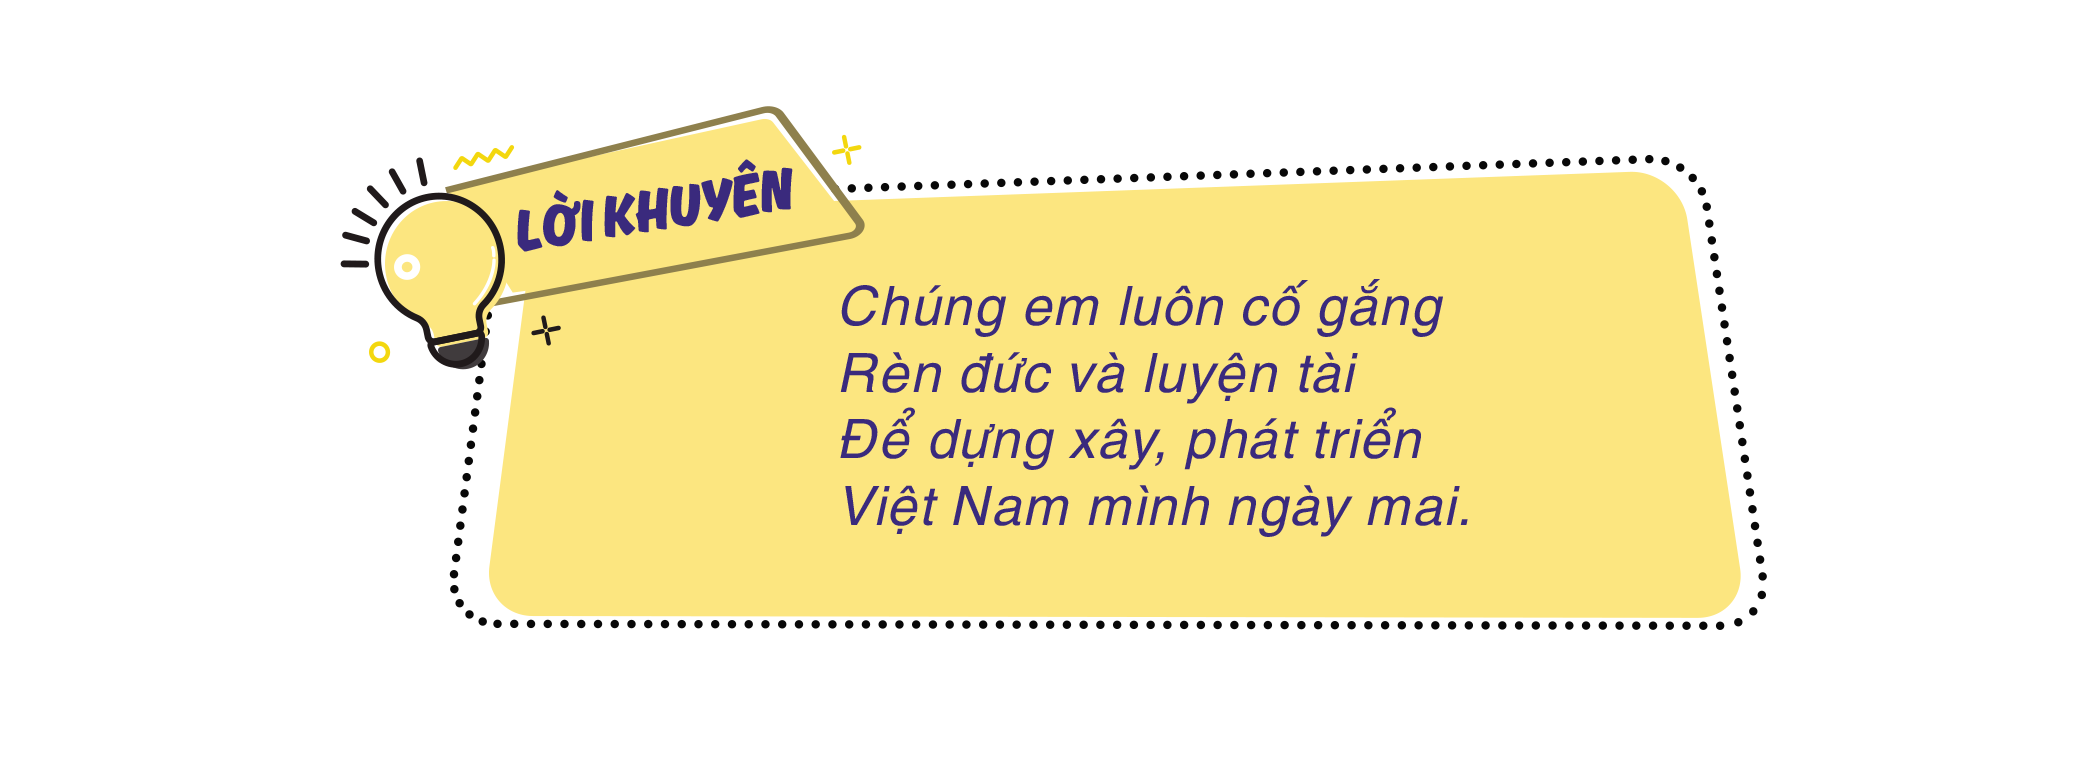 LỜI KHUYÊN
Chúng em luôn cố gắng
Rèn đức và luyện tài
Để dựng xây, phát triển
Việt Nam mình ngày mai.